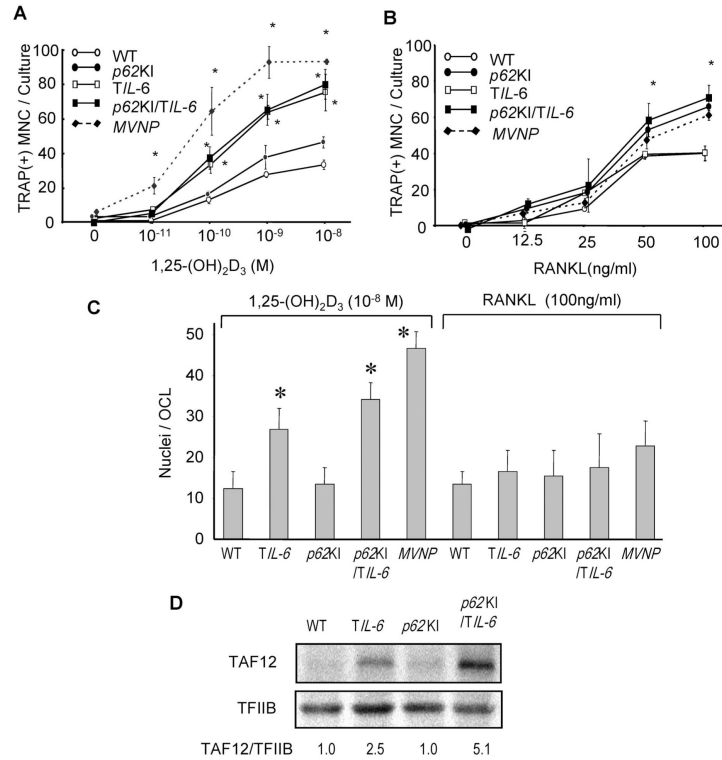 A
TRAP(+) MNC / Culture
100
80
60
40
20
0
WT
p62KI
TIL-6
p62KI/TIL-6
MVNP
* * * *
* * *
* * *
0 10-11 10-10 10-9 10-8
1,25-(OH)2D3 (M)
B
TRAP(+) MNC / Culture
100
80
60
40
20
0
WT
p62KI
TIL-6
p62KI/TIL-6
MVNP
* *
0 12.5 25 50 100
RANKL(ng/ml)
C
1,25-(OH)2D3 (10-8 M) RANKL (100ng/ml)
Nuclei / OCL
50
40
30
20
10
0
* * *
WT TIL-6 p62KI p62KI MVNP WT TIL-6 p62KI p62KI MVNP
/TIL-6 /TIL-6
D
WT TIL-6 p62KI p62KI
/TIL-6
TAF12
TFIIB
TAF12/TFIIB 1.0 2.5 1.0 5.1